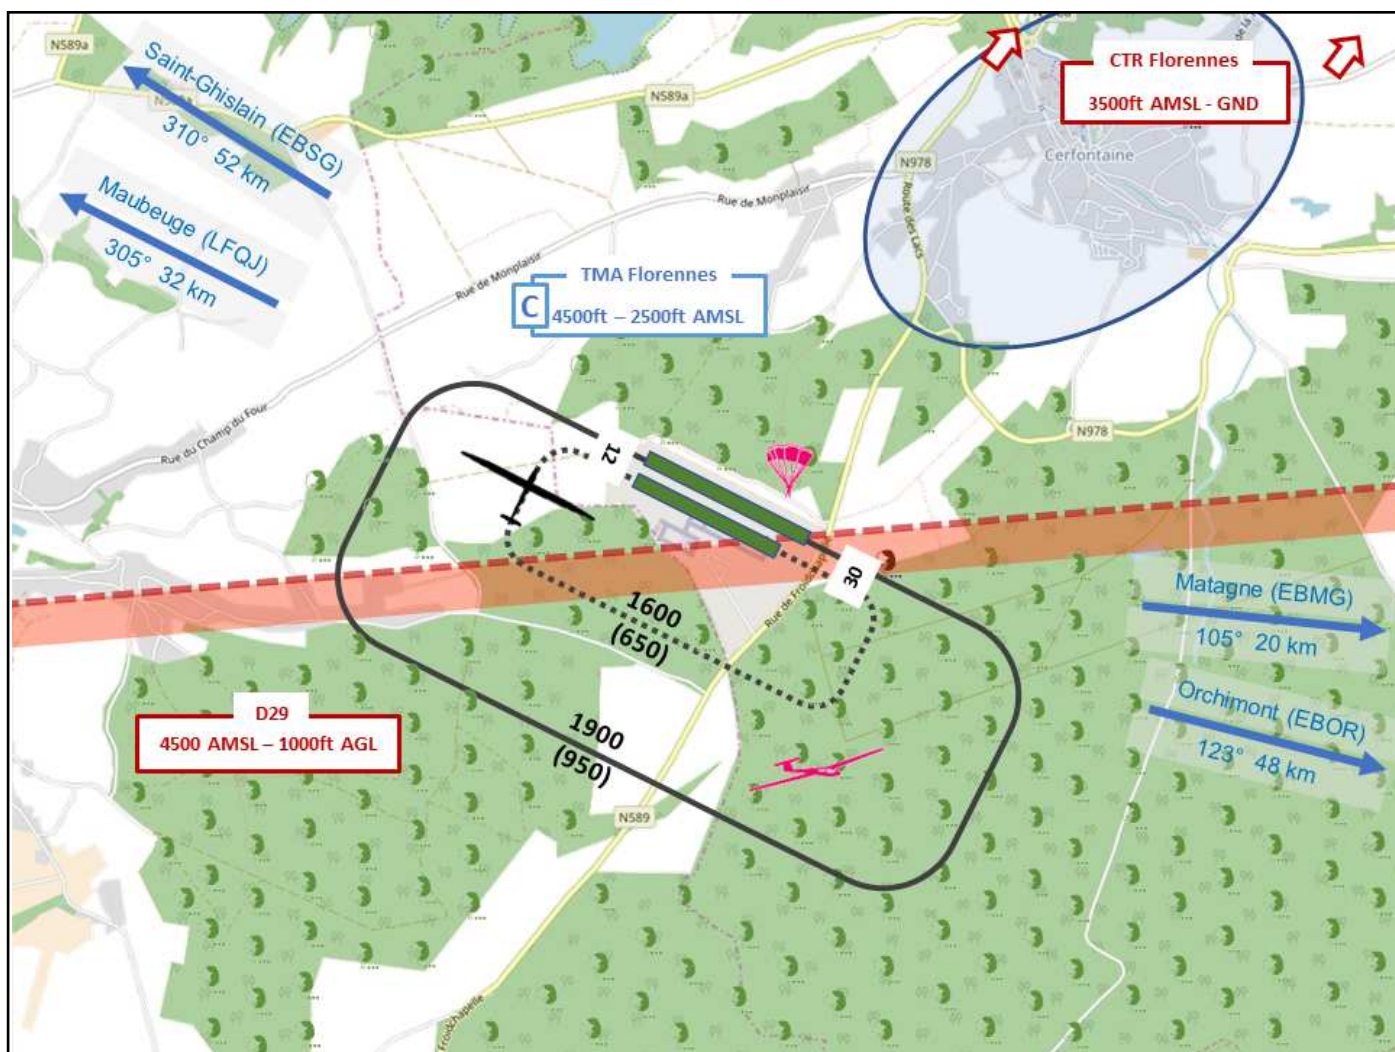 N589a
Saint-Ghislain (EBSG)
310° 52 km
N589a
Maubeuge (LFQJ)
305° 32 km
CTR Florennes
3500ft AMSL - GND
Cerfontaine
N978
Route des Lacs
Rue de Monplaisir
Rue de Monplaisir
TMA Florennes
C
4500ft – 2500ft AMSL
Rue du Champ du Four
N978
12
30
1600
(650)
Matagne (EBMG)
105° 20 km
Orchimont (EBOR)
123° 48 km
D29
4500 AMSL – 1000ft AGL
1900
(950)
N589
Froidchapelle